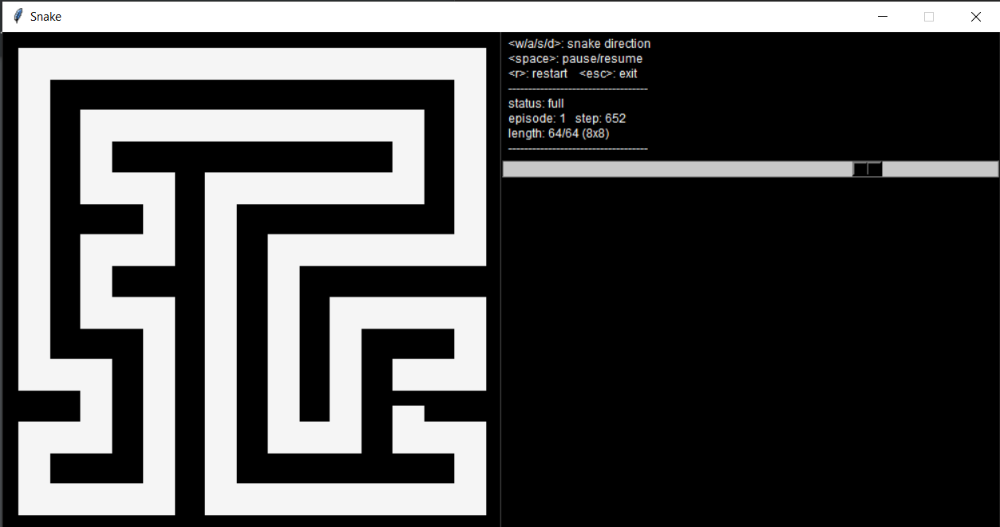 Snake
<w/a/s/d>: snake direction
<space>: pause/resume
<r>: restart    <esc>: exit
-----------------------------------
status: full
episode: 1   step: 652
length: 64/64 (8x8)
-----------------------------------